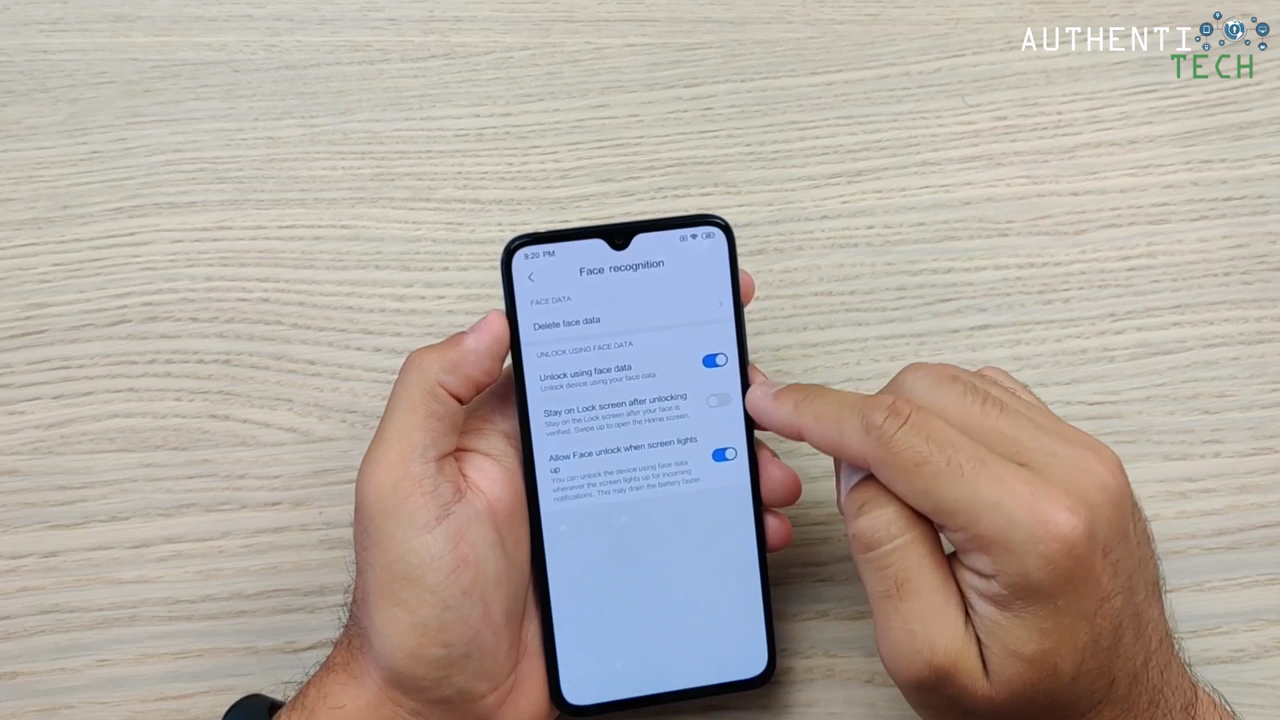 AUTHENTI
TECH
9:20 PM
Face recognition
FACE DATA
Delete face data
UNLOCK USING FACE DATA
Unlock using face data
Unlock device using your face data
Stay on Lock screen after unlocking
Stay on the Lock screen after your face is
verified. Swipe up to open the Home screen.
Allow Face unlock when screen lights
up
You can unlock the device using face data
whenever the screen lights up for incoming
notifications. This may drain the battery faster.